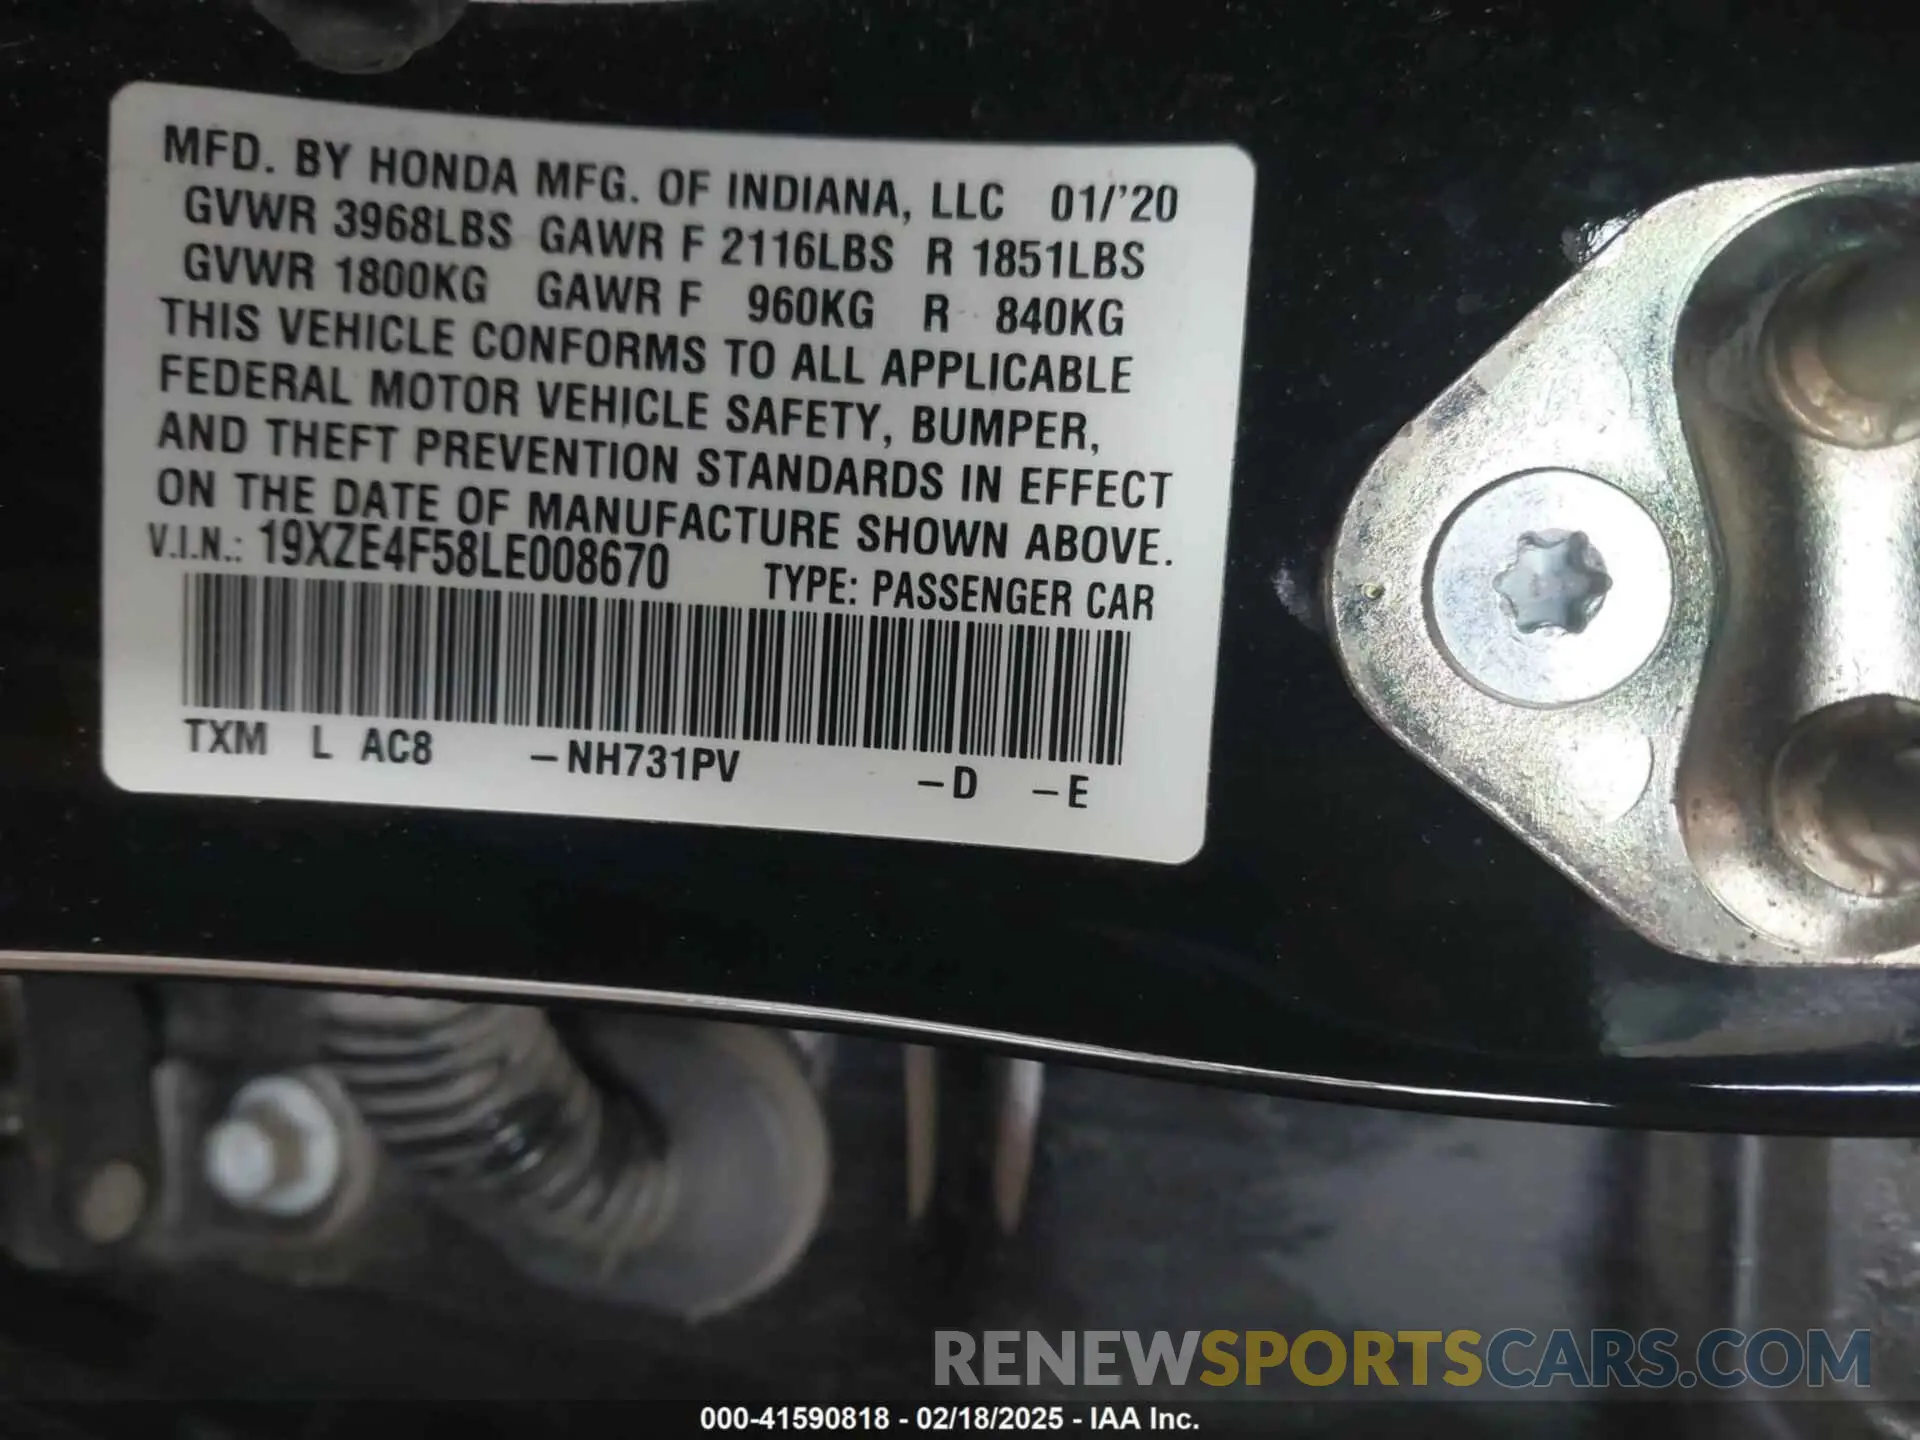 MFD. BY HONDA MFG. OF INDIANA, LLC 01/'20
GVWR 3968LBS GAWR F 2116LBS R 1851LBS
GVWR 1800KG GAWR F 960KG R 840KG
THIS VEHICLE CONFORMS TO ALL APPLICABLE
FEDERAL MOTOR VEHICLE SAFETY, BUMPER,
AND THEFT PREVENTION STANDARDS IN EFFECT
ON THE DATE OF MANUFACTURE SHOWN ABOVE.
V.I.N.: 19XZE4F58LE008670 TYPE: PASSENGER CAR
TXM L AC8 -NH731PV -D -E
RENEWSPORTSCARS.COM
000-41590818 - 02/18/2025 - IAA Inc.